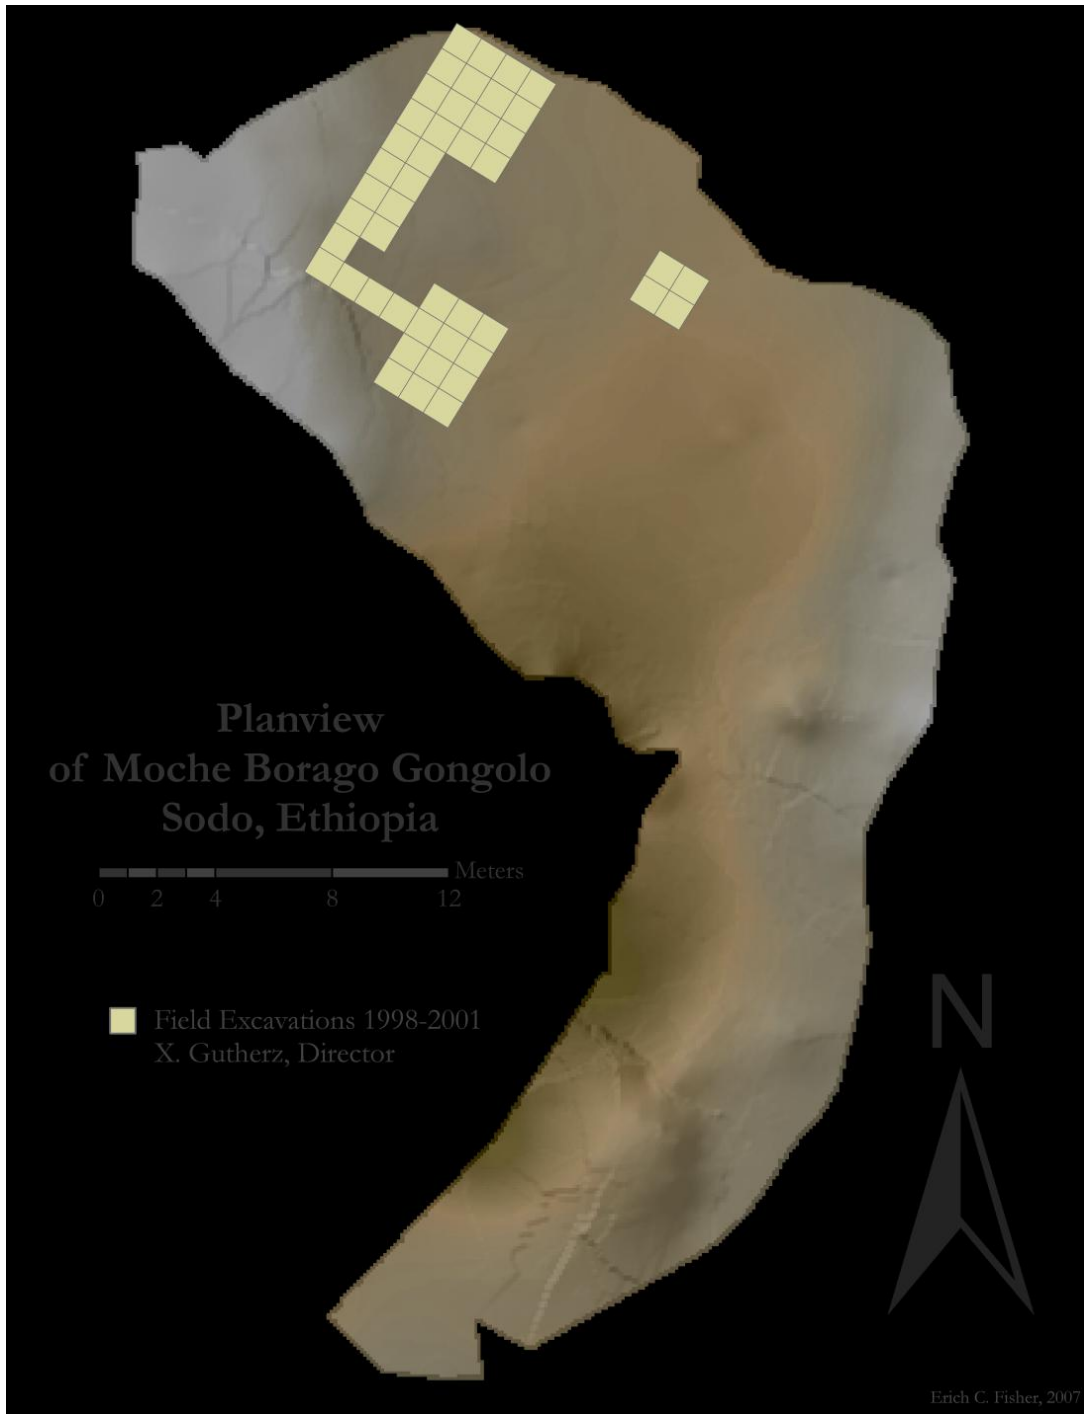 Planview
of Moche Borago Gongolo
Sodo, Ethiopia
Meters
0 2 4 8 12
Field Excavations 1998-2001
X. Gutherz, Director
N
Erich C. Fisher, 2007